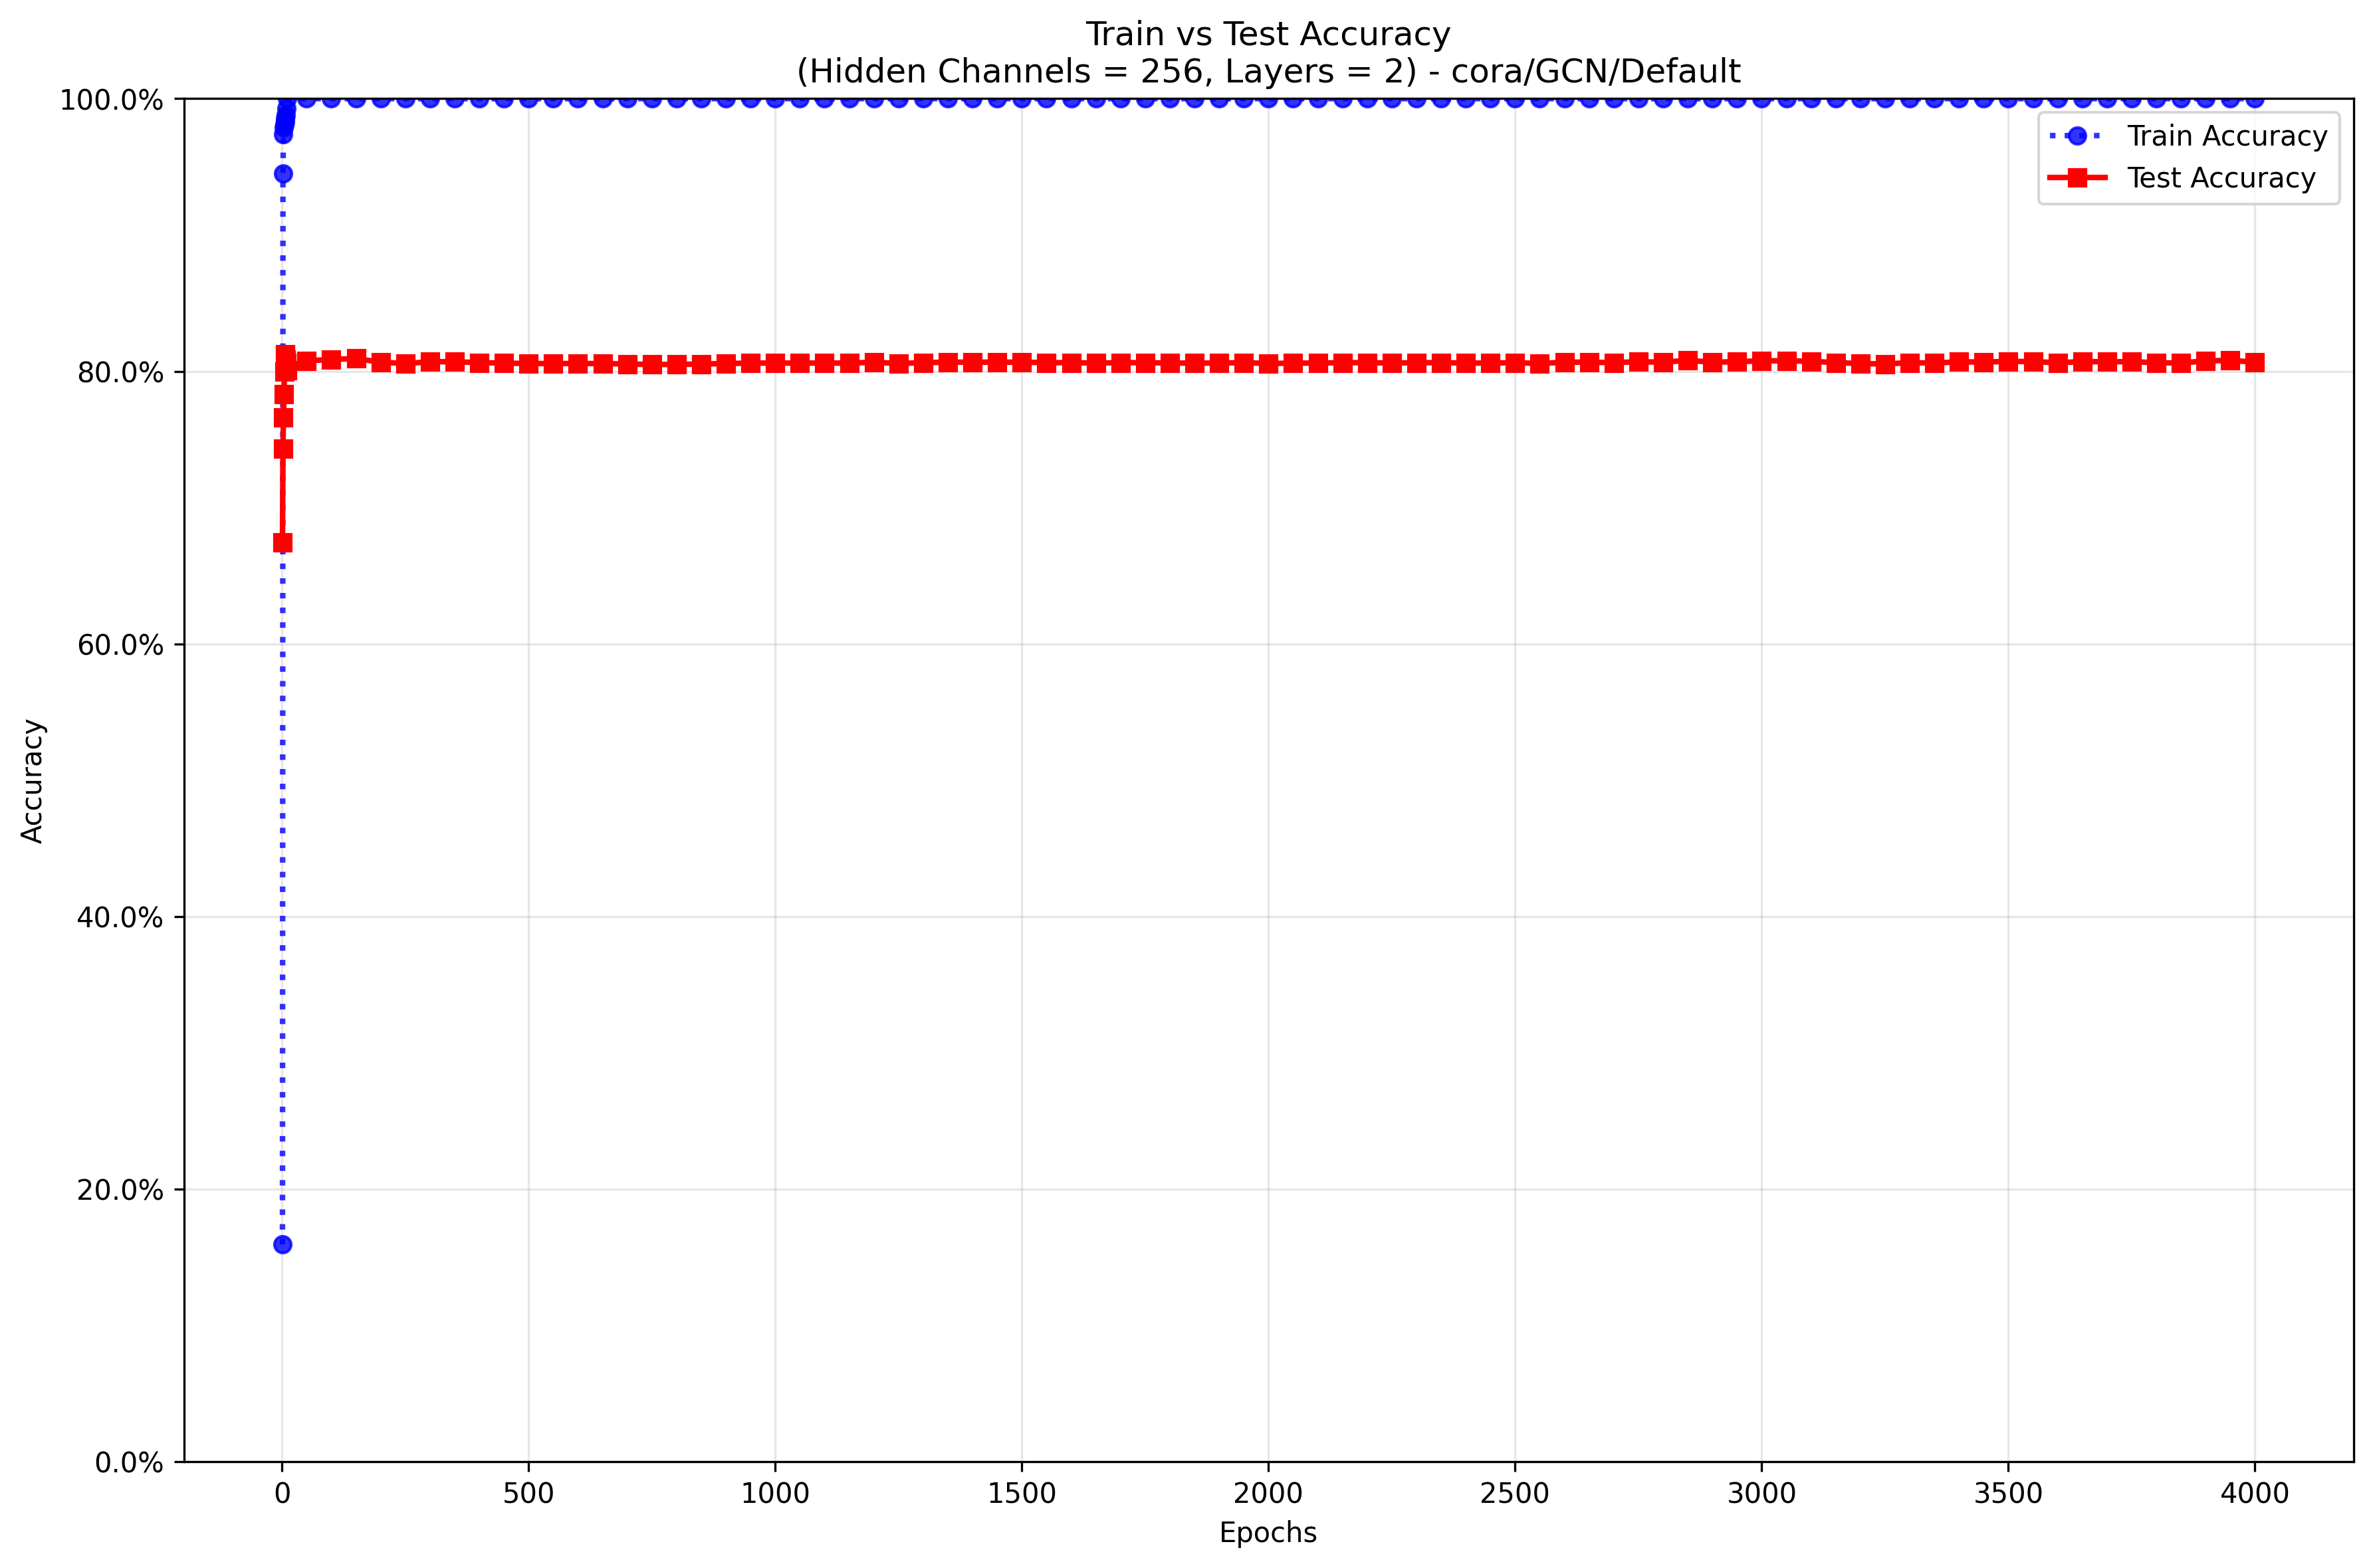 Train vs Test Accuracy
(Hidden Channels = 256, Layers = 2) - cora/GCN/Default
100.0%
80.0%
60.0%
40.0%
20.0%
0.0%
Accuracy
Train Accuracy
Test Accuracy
0 500 1000 1500 2000 2500 3000 3500 4000
Epochs